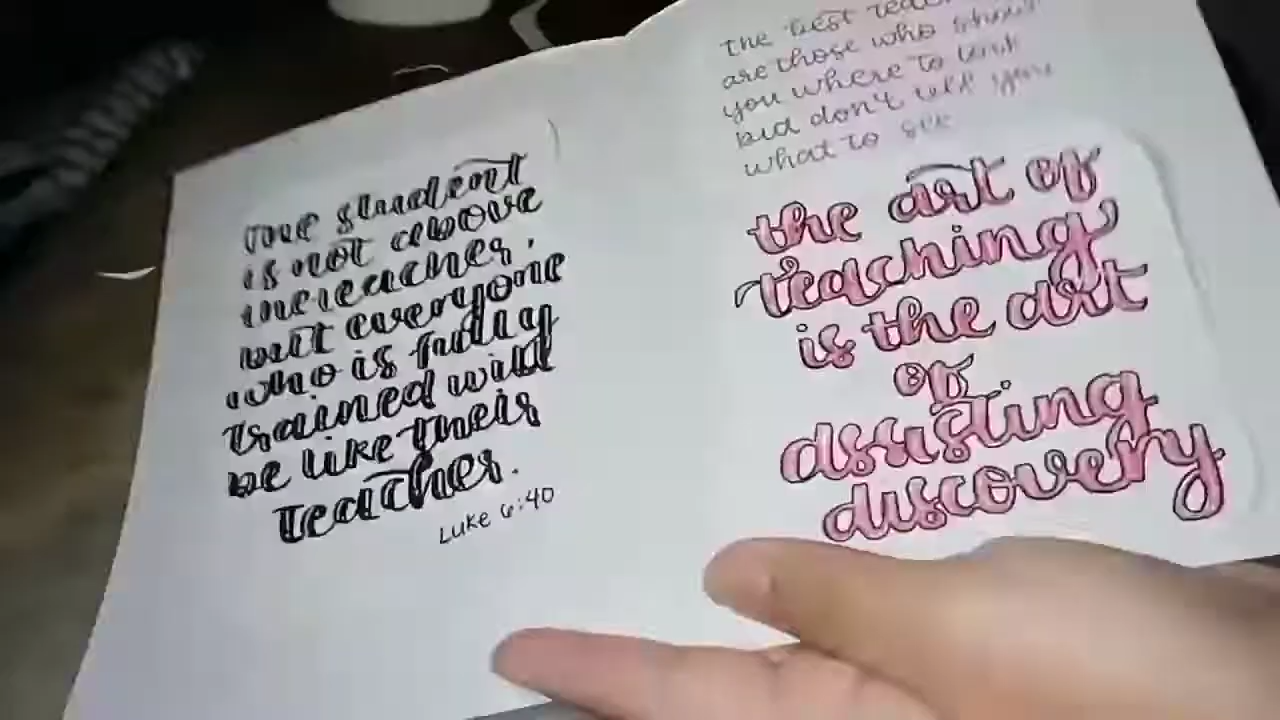 the student
is not above
the teacher,
but everyone
who is fully
trained will
be like their
teacher.
Luke 6:40
the best
are those who show
you where to look
but don't tell you
what to see
the art of
teaching
is the art
of
assisting
discovery